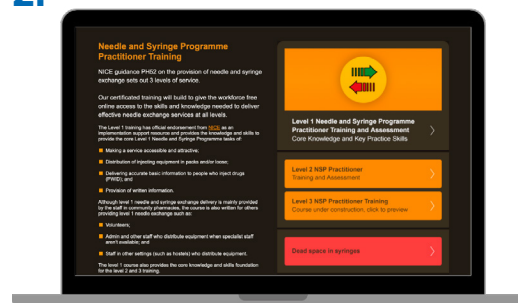 2.
Needle and Syringe Programme
Practitioner Training
NICE guidance PH52 on the provision of needle and syringe
exchange sets out 3 levels of service.
Our certificated training will build to give the workforce free
online access to the skills and knowledge needed to deliver
effective needle exchange services at all levels.
The Level 1 training has official endorsement from NICE as an
implementation support resource and provides the knowledge and skills to
provide the core Level 1 Needle and Syringe Programme tasks of:
Making a service accessible and attractive;
Distribution of injecting equipment in packs and/or loose;
Delivering accurate basic information to people who inject drugs
(PWID); and
Provision of written information.
Although level 1 needle and syringe exchange delivery is mainly provided
by the staff in community pharmacies, the course is also written for others
providing level 1 needle exchange such as:
Volunteers;
Admin and other staff who distribute equipment when specialist staff
aren't available; and
Staff in other settings (such as hostels) who distribute equipment.
The level 1 course also provides the core knowledge and skills foundation
for the level 2 and 3 training.
Level 1 Needle and Syringe Programme
Practitioner Training and Assessment
Core Knowledge and Key Practice Skills
Level 2 NSP Practitioner
Training and Assessment
Level 3 NSP Practitioner Training
Course under construction, click to preview
Dead space in syringes